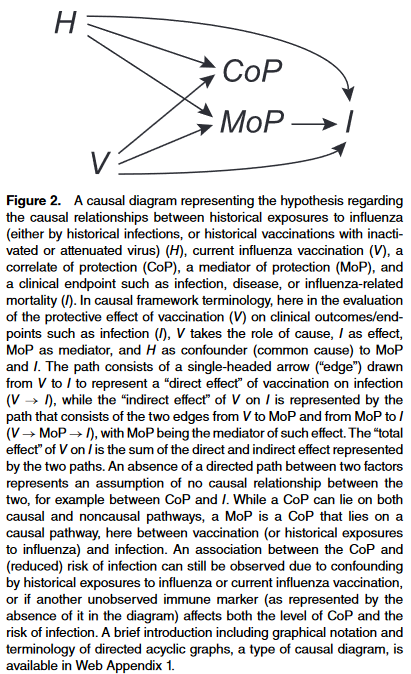 H
CoP
MoP
I
V
Figure 2. A causal diagram representing the hypothesis regarding
the causal relationships between historical exposures to influenza
(either by historical infections, or historical vaccinations with inacti-
vated or attenuated virus) (H), current influenza vaccination (V), a
correlate of protection (CoP), a mediator of protection (MoP), and
a clinical endpoint such as infection, disease, or influenza-related
mortality (I). In causal framework terminology, here in the evaluation
of the protective effect of vaccination (V) on clinical outcomes/end-
points such as infection (I), V takes the role of cause, I as effect,
MoP as mediator, and H as confounder (common cause) to MoP
and I. The path consists of a single-headed arrow (“edge”) drawn
from V to I to represent a “direct effect” of vaccination on infection
(V → I), while the “indirect effect” of V on I is represented by the
path that consists of the two edges from V to MoP and from MoP to I
(V → MoP → I), with MoP being the mediator of such effect. The “total
effect” of V on I is the sum of the direct and indirect effect represented
by the two paths. An absence of a directed path between two factors
represents an assumption of no causal relationship between the
two, for example between CoP and I. While a CoP can lie on both
causal and noncausal pathways, a MoP is a CoP that lies on a
causal pathway, here between vaccination (or historical exposures
to influenza) and infection. An association between the CoP and
(reduced) risk of infection can still be observed due to confounding
by historical exposures to influenza or current influenza vaccination,
or if another unobserved immune marker (as represented by the
absence of it in the diagram) affects both the level of CoP and the
risk of infection. A brief introduction including graphical notation and
terminology of directed acyclic graphs, a type of causal diagram, is
available in Web Appendix 1.